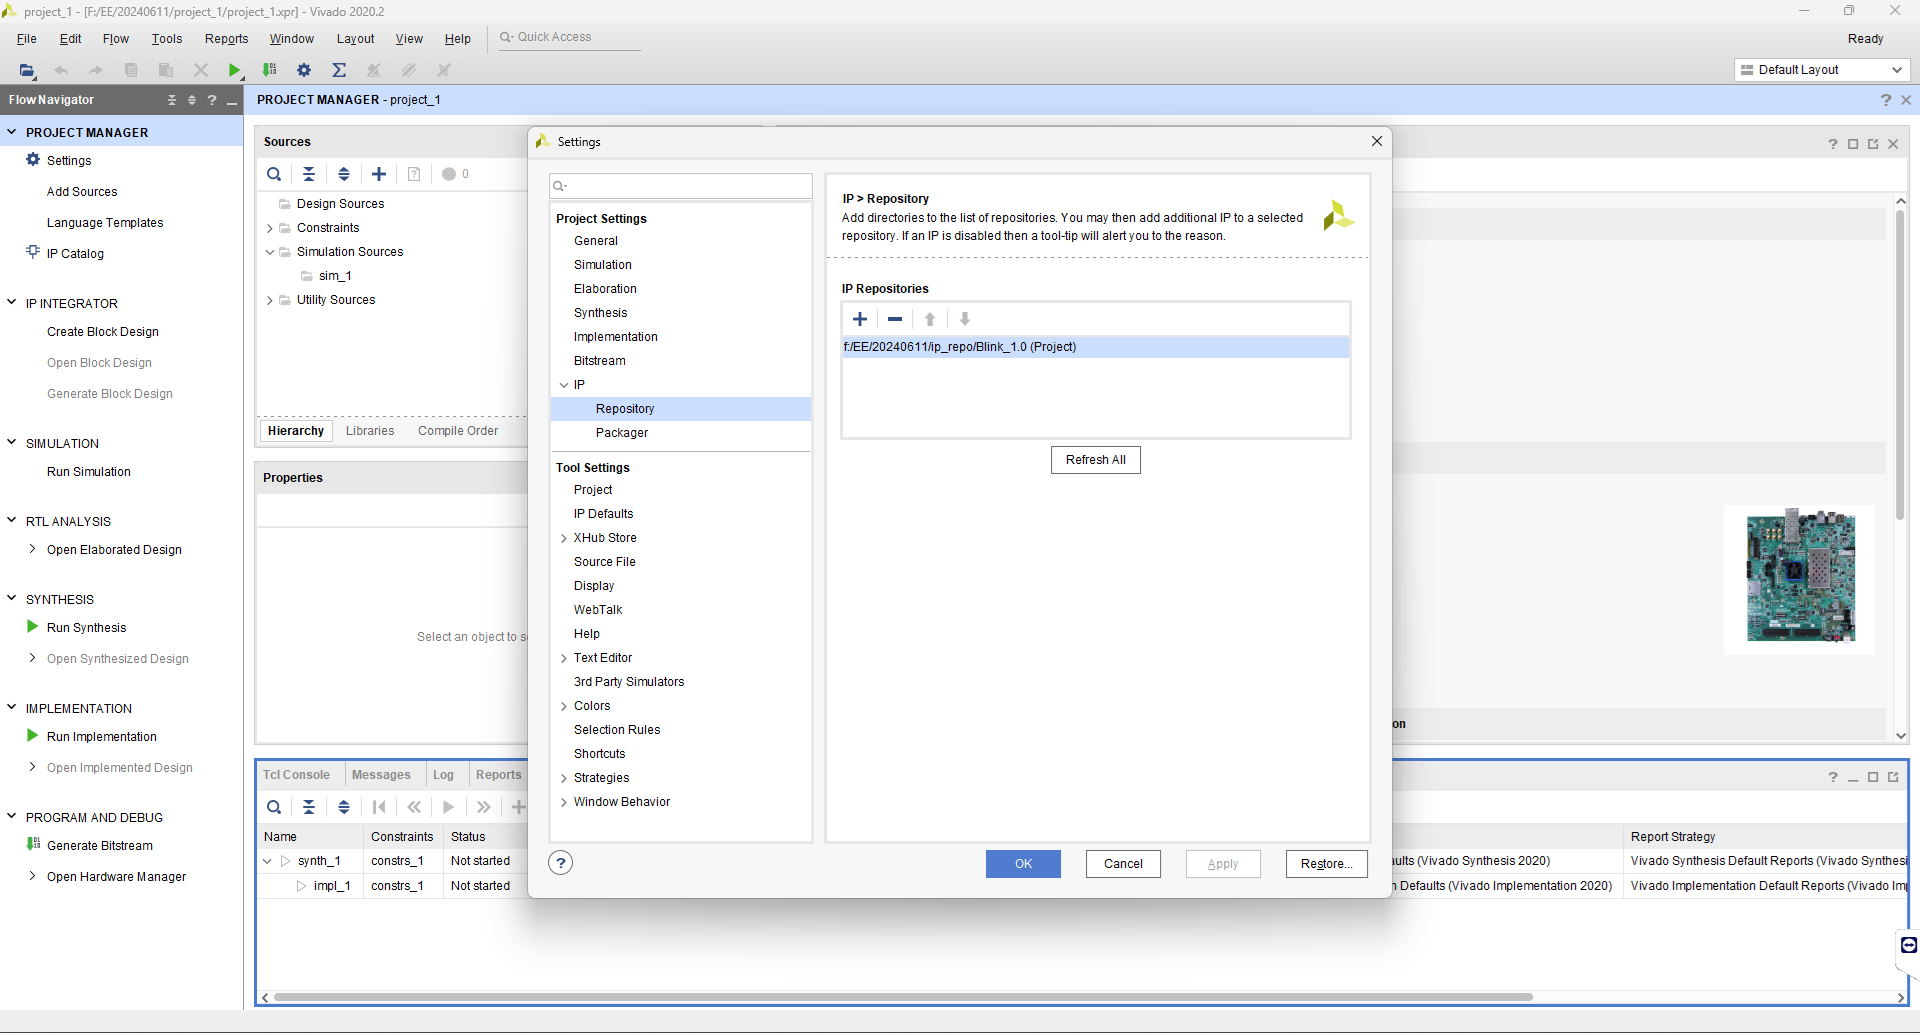 project_1 - [F:/EE/20240611/project_1/project_1.xpr] - Vivado 2020.2
File Edit Flow Tools Reports Window Layout View Help Quick Access Ready
Default Layout
Flow Navigator
PROJECT MANAGER - project_1
PROJECT MANAGER
Settings
Add Sources
Language Templates
IP Catalog
IP INTEGRATOR
Create Block Design
Open Block Design
Generate Block Design
SIMULATION
Run Simulation
RTL ANALYSIS
Open Elaborated Design
SYNTHESIS
Run Synthesis
Open Synthesized Design
IMPLEMENTATION
Run Implementation
Open Implemented Design
PROGRAM AND DEBUG
Generate Bitstream
Open Hardware Manager
Sources
0
Design Sources
Constraints
Simulation Sources
sim_1
Utility Sources
Hierarchy Libraries Compile Order
Properties
Select an object to s
Settings
Project Settings
General
Simulation
Elaboration
Synthesis
Implementation
Bitstream
IP
Repository
Packager
Tool Settings
Project
IP Defaults
XHub Store
Source File
Display
WebTalk
Help
Text Editor
3rd Party Simulators
Colors
Selection Rules
Shortcuts
Strategies
Window Behavior
IP > Repository
Add directories to the list of repositories. You may then add additional IP to a selected
repository. If an IP is disabled then a tool-tip will alert you to the reason.
IP Repositories
f:/EE/20240611/ip_repo/Blink_1.0 (Project)
Refresh All
OK Cancel Apply Restore...
on
Tcl Console Messages Log Reports
Name Constraints Status Report Strategy
synth_1 constrs_1 Not started aults (Vivado Synthesis 2020) Vivado Synthesis Default Reports (Vivado Synthesi
impl_1 constrs_1 Not started n Defaults (Vivado Implementation 2020) Vivado Implementation Default Reports (Vivado Im